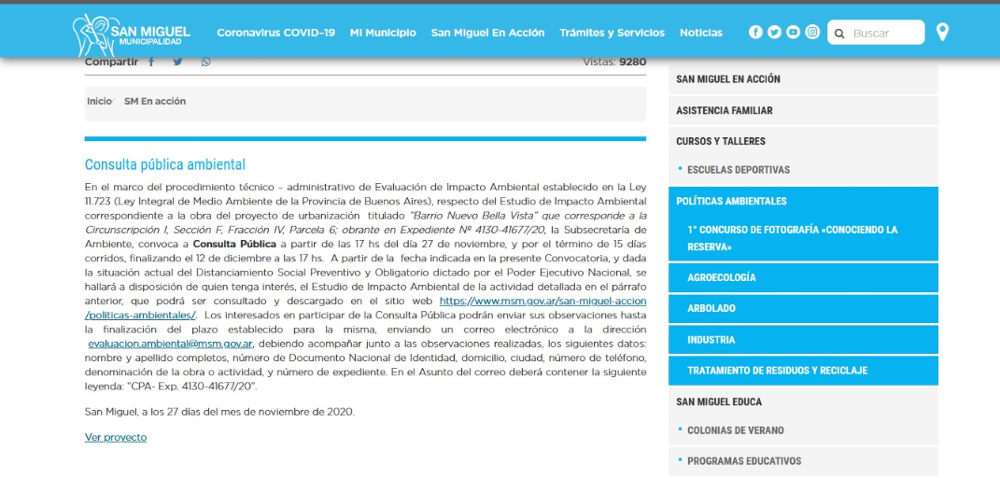 SAN MIGUEL
MUNICIPALIDAD
Coronavirus COVID-19 Mi Municipio San Miguel En Acción Trámites y Servicios Noticias
Buscar
Compartir Vistas: 9280
Inicio SM En acción
Consulta pública ambiental
En el marco del procedimiento técnico – administrativo de Evaluación de Impacto Ambiental establecido en la Ley
11.723 (Ley Integral de Medio Ambiente de la Provincia de Buenos Aires), respecto del Estudio de Impacto Ambiental
correspondiente a la obra del proyecto de urbanización titulado "Barrio Nuevo Bella Vista" que corresponde a la
Circunscripción I, Sección F, Fracción IV, Parcela 6; obrante en Expediente Nº 4130-41677/20, la Subsecretaría de
Ambiente, convoca a Consulta Pública a partir de las 17 hs del día 27 de noviembre, y por el término de 15 días
corridos, finalizando el 12 de diciembre a las 17 hs. A partir de la fecha indicada en la presente Convocatoria, y dada
la situación actual del Distanciamiento Social Preventivo y Obligatorio dictado por el Poder Ejecutivo Nacional, se
hallará a disposición de quien tenga interés, el Estudio de Impacto Ambiental de la actividad detallada en el párrafo
anterior, que podrá ser consultado y descargado en el sitio web https://www.msm.gov.ar/san-miguel-accion
/politicas-ambientales/. Los interesados en participar de la Consulta Pública podrán enviar sus observaciones hasta
la finalización del plazo establecido para la misma, enviando un correo electrónico a la dirección
evaluacion.ambiental@msm.gov.ar, debiendo acompañar junto a las observaciones realizadas, los siguientes datos:
nombre y apellido completos, número de Documento Nacional de Identidad, domicilio, ciudad, número de teléfono,
denominación de la obra o actividad, y número de expediente. En el Asunto del correo deberá contener la siguiente
leyenda: "CPA- Exp. 4130-41677/20".
San Miguel, a los 27 días del mes de noviembre de 2020.
Ver proyecto
SAN MIGUEL EN ACCIÓN
ASISTENCIA FAMILIAR
CURSOS Y TALLERES
ESCUELAS DEPORTIVAS
POLÍTICAS AMBIENTALES
1° CONCURSO DE FOTOGRAFÍA «CONOCIENDO LA
RESERVA»
AGROECOLOGÍA
ARBOLADO
INDUSTRIA
TRATAMIENTO DE RESIDUOS Y RECICLAJE
SAN MIGUEL EDUCA
COLONIAS DE VERANO
PROGRAMAS EDUCATIVOS